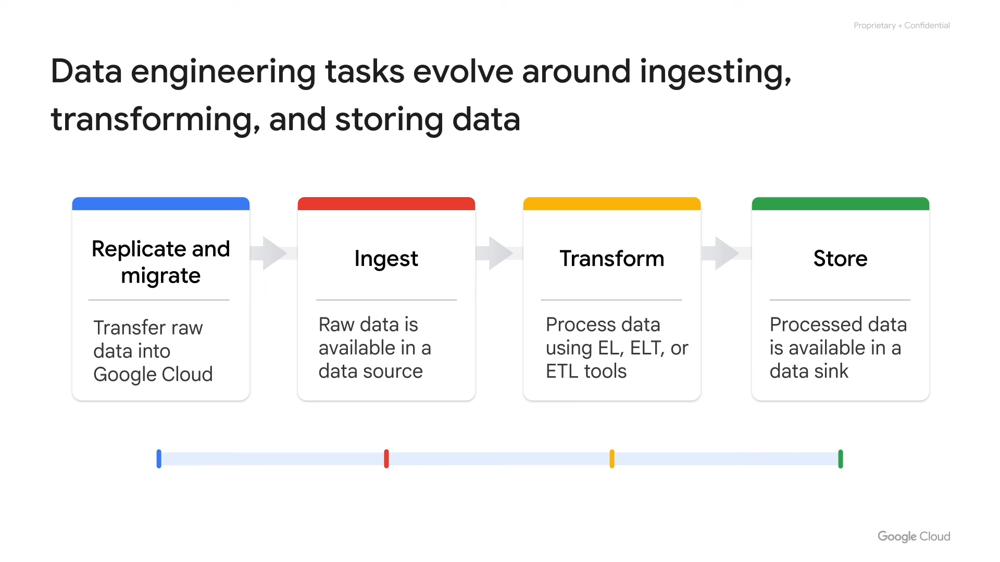 Proprietary + Confidential
Data engineering tasks evolve around ingesting,
transforming, and storing data
Replicate and
migrate
Transfer raw
data into
Google Cloud
Ingest
Raw data is
available in a
data source
Transform
Process data
using EL, ELT, or
ETL tools
Store
Processed data
is available in a
data sink
Google Cloud